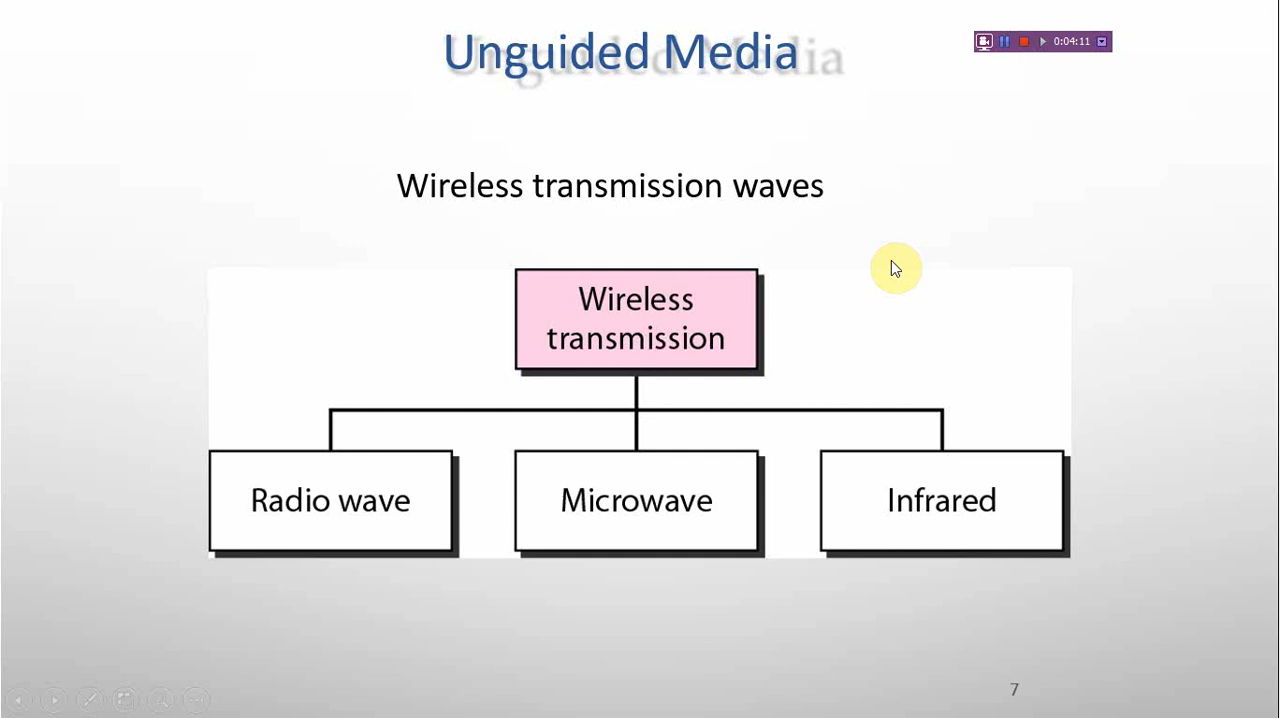 Unguided Media
0:04:11
Wireless transmission waves
Wireless
transmission
Radio wave
Microwave
Infrared
7